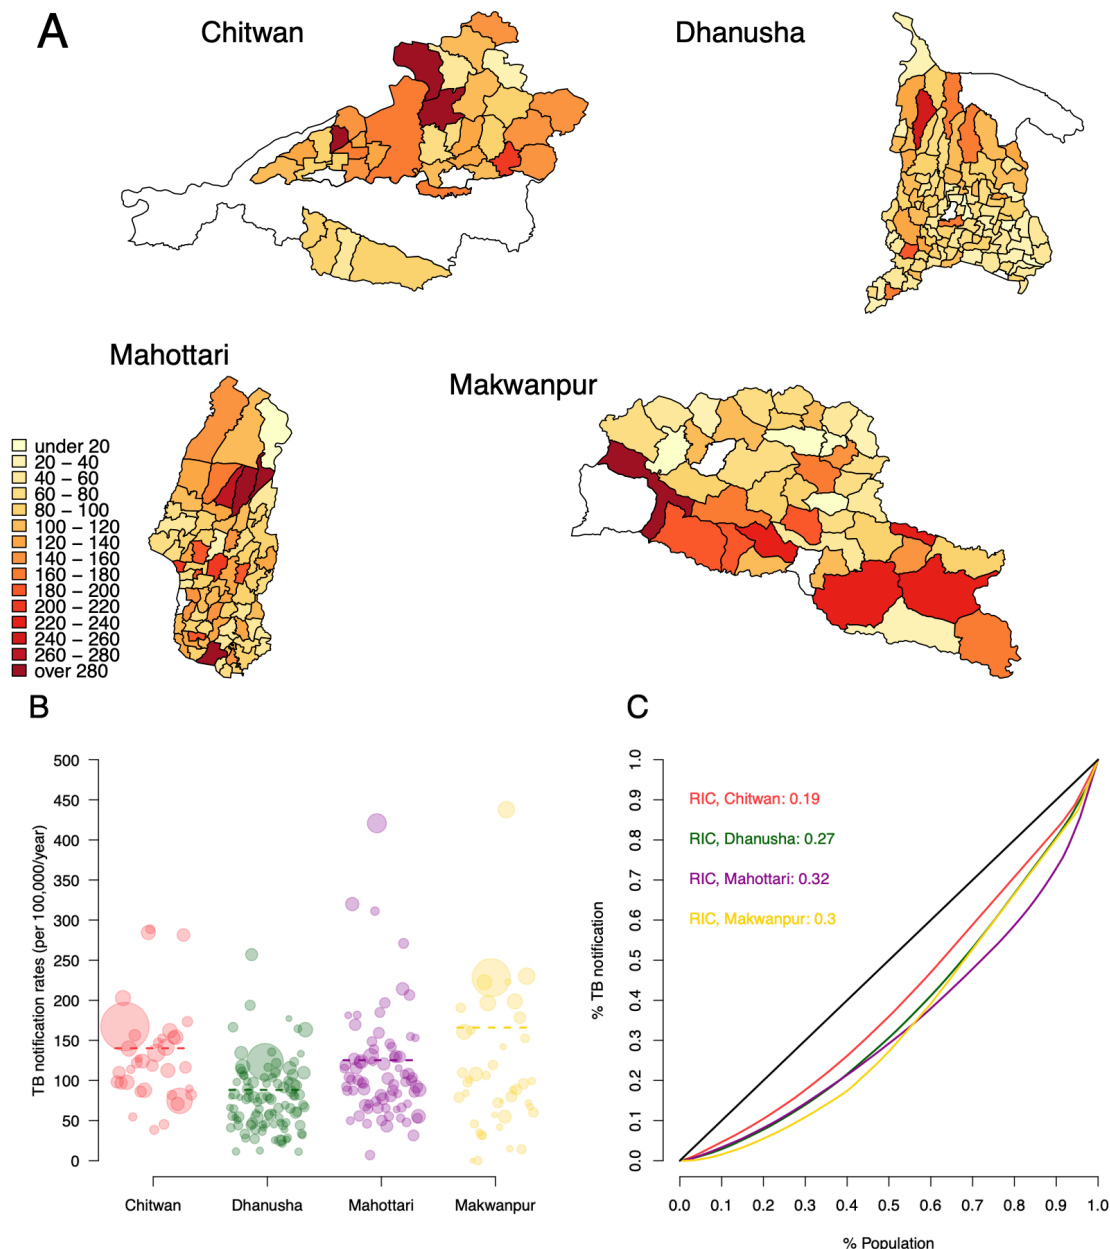 A
Chitwan
Dhanusha
Mahottari
Makwanpur
under 20
20 – 40
40 – 60
60 – 80
80 – 100
100 – 120
120 – 140
140 – 160
160 – 180
180 – 200
200 – 220
220 – 240
240 – 260
260 – 280
over 280
B
TB notification rates (per 100,000/year)
500
450
400
350
300
250
200
150
100
50
0
Chitwan
Dhanusha
Mahottari
Makwanpur
C
% TB notification
1.0
0.9
0.8
0.7
0.6
0.5
0.4
0.3
0.2
0.1
0.0
RIC, Chitwan: 0.19
RIC, Dhanusha: 0.27
RIC, Mahottari: 0.32
RIC, Makwanpur: 0.3
0.0 0.1 0.2 0.3 0.4 0.5 0.6 0.7 0.8 0.9 1.0
% Population